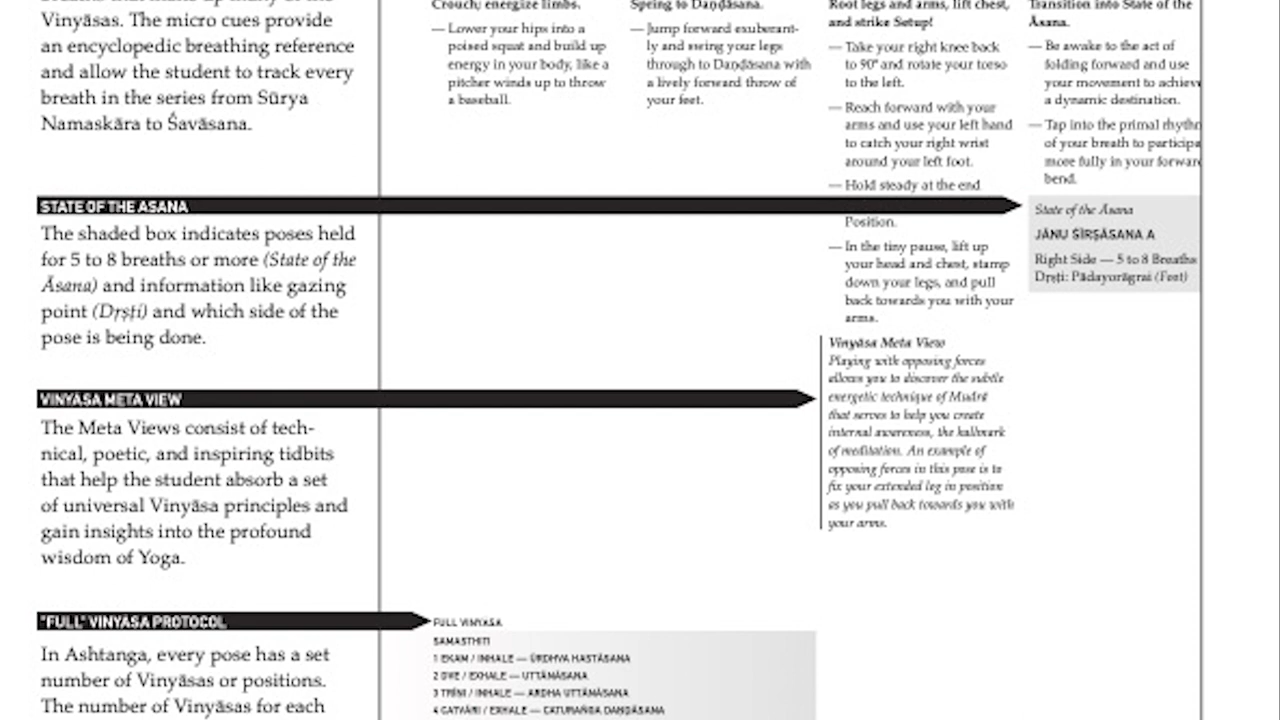 Vinyāsas. The micro cues provide
an encyclopedic breathing reference
and allow the student to track every
breath in the series from Sūrya
Namaskāra to Śavāsana.
STATE OF THE ASANA
The shaded box indicates poses held
for 5 to 8 breaths or more (State of the
Āsana) and information like gazing
point (Dṛṣṭi) and which side of the
pose is being done.
VINYĀSA META VIEW
The Meta Views consist of tech-
nical, poetic, and inspiring tidbits
that help the student absorb a set
of universal Vinyāsa principles and
gain insights into the profound
wisdom of Yoga.
"FULL" VINYĀSA PROTOCOL
In Ashtanga, every pose has a set
number of Vinyāsas or positions.
The number of Vinyāsas for each
Crouch; energize limbs.
— Lower your hips into a
poised squat and build up
energy in your body, like a
pitcher winds up to throw
a baseball.
Spring to Daṇḍāsana.
— Jump forward exuberant-
ly and swing your legs
through to Daṇḍāsana with
a lively forward throw of
your feet.
Root legs and arms, lift chest,
and strike Setup!
— Take your right knee back
to 90° and rotate your torso
to the left.
— Reach forward with your
arms and use your left hand
to catch your right wrist
around your left foot.
— Hold steady at the end
Position.
— In the tiny pause, lift up
your head and chest, stamp
down your legs, and pull
back towards you with your
arms.
Vinyāsa Meta View
Playing with opposing forces
allows you to discover the subtle
energetic technique of Mudrā
that serves to help you create
internal awareness, the hallmark
of meditation. An example of
opposing forces in this pose is to
fix your extended leg in position
as you pull back towards you with
your arms.
Transition into State of the
Āsana.
— Be awake to the act of
folding forward and use
your movement to achiev
a dynamic destination.
— Tap into the primal rhyth
of your breath to participa
more fully in your forwar
bend.
State of the Āsana
JĀNU ŚĪRṢĀSANA A
Right Side — 5 to 8 Breaths
Dṛṣṭi: Pādayorāgrai (Feet)
FULL VINYĀSA
SAMASTHITI
1 EKAM / INHALE — ŪRDHVA HASTĀSANA
2 DVE / EXHALE — UTTĀNĀSANA
3 TRĪNI / INHALE — ARDHA UTTĀNĀSANA
4 CATVĀRI / EXHALE — CATURAṄGA DAṆḌĀSANA